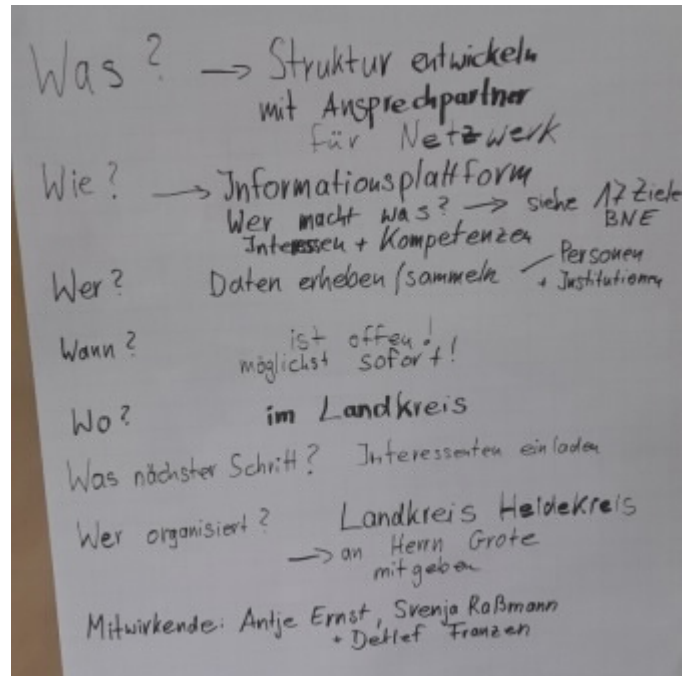 Was? → Struktur entwickeln
mit Ansprechpartner
für Netzwerk
Wie? → Informationsplattform
Wer macht was? → siehe 17 Ziele
BNE
Interessen + Kompetenzen
Wer? Daten erheben / sammeln — Personen
+ Institutionen
Wann? ist offen!
möglichst sofort!
Wo? im Landkreis
Was nächster Schritt? Interessenten einladen
Wer organisiert? Landkreis Heidekreis
→ an Herrn Grote
mitgeben
Mitwirkende: Antje Ernst, Svenja Raßmann
+ Detlef Franzen